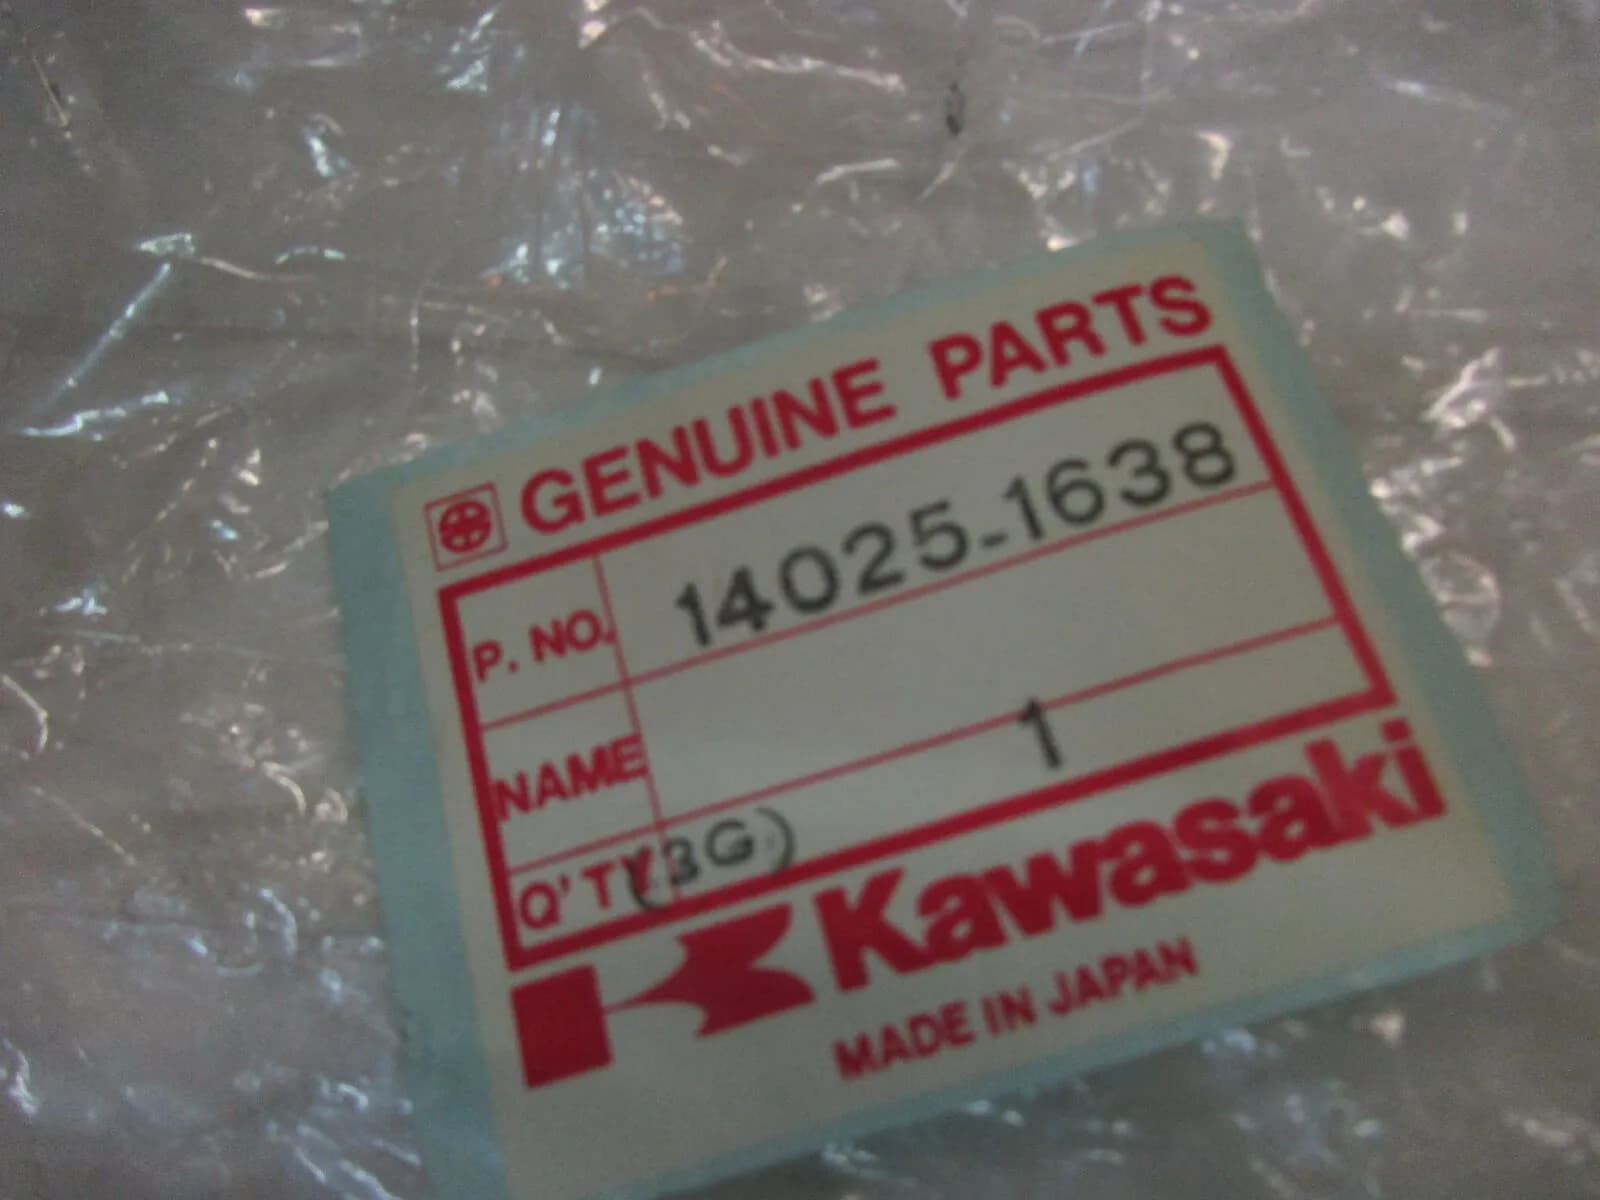 GENUINE PARTS
P. NO. 14025-1638
NAME
Q'TY (3G) 1
Kawasaki
MADE IN JAPAN